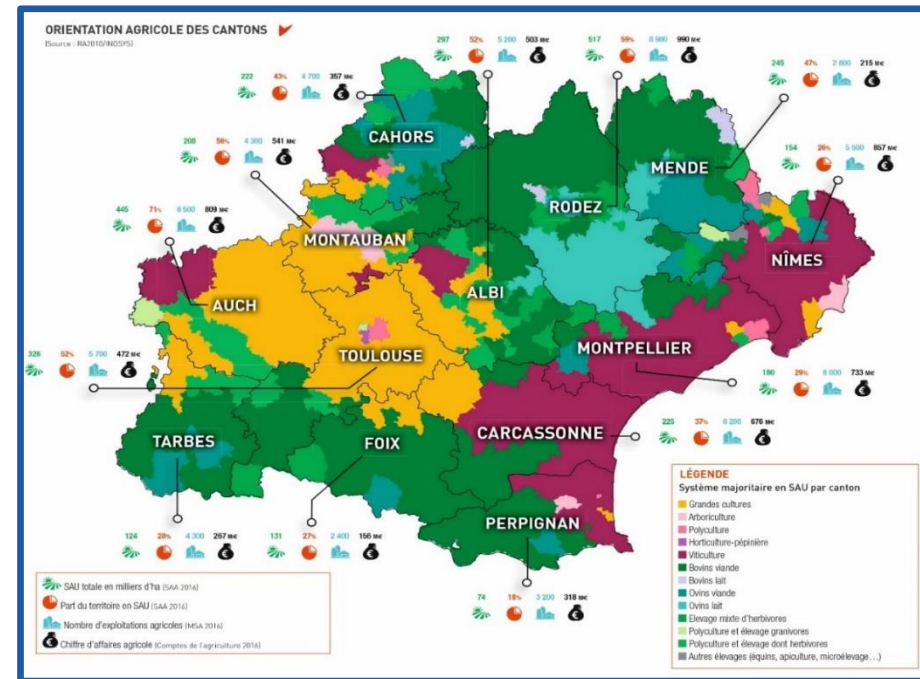 ORIENTATION AGRICOLE DES CANTONS
(Source : RA2010/INOSYS)
297 52% 5 200 503 M€
517 59% 8 900 990 M€
222 43% 4 700 357 M€
245 47% 2 800 215 M€
208 56% 4 300 541 M€
154 26% 5 500 857 M€
445 71% 6 500 809 M€
CAHORS
MENDE
RODEZ
MONTAUBAN
NÎMES
ALBI
AUCH
TOULOUSE
MONTPELLIER
326 52% 5 700 472 M€
180 29% 8 000 733 M€
CARCASSONNE
225 37% 6 200 676 M€
TARBES
FOIX
PERPIGNAN
124 28% 4 300 267 M€
131 27% 2 400 156 M€
74 18% 3 200 318 M€
SAU totale en milliers d'ha (SAA 2016)
Part du territoire en SAU (SAA 2016)
Nombre d'exploitations agricoles (MSA 2016)
Chiffre d'affaires agricole (Comptes de l'agriculture 2016)
LÉGENDE
Système majoritaire en SAU par canton
Grandes cultures
Arboriculture
Polyculture
Horticulture-pépinière
Viticulture
Bovins viande
Bovins lait
Ovins viande
Ovins lait
Elevage mixte d'herbivores
Polyculture et élevage granivores
Polyculture et élevage dont herbivores
Autres élevages (équins, apiculture, microélevage...)